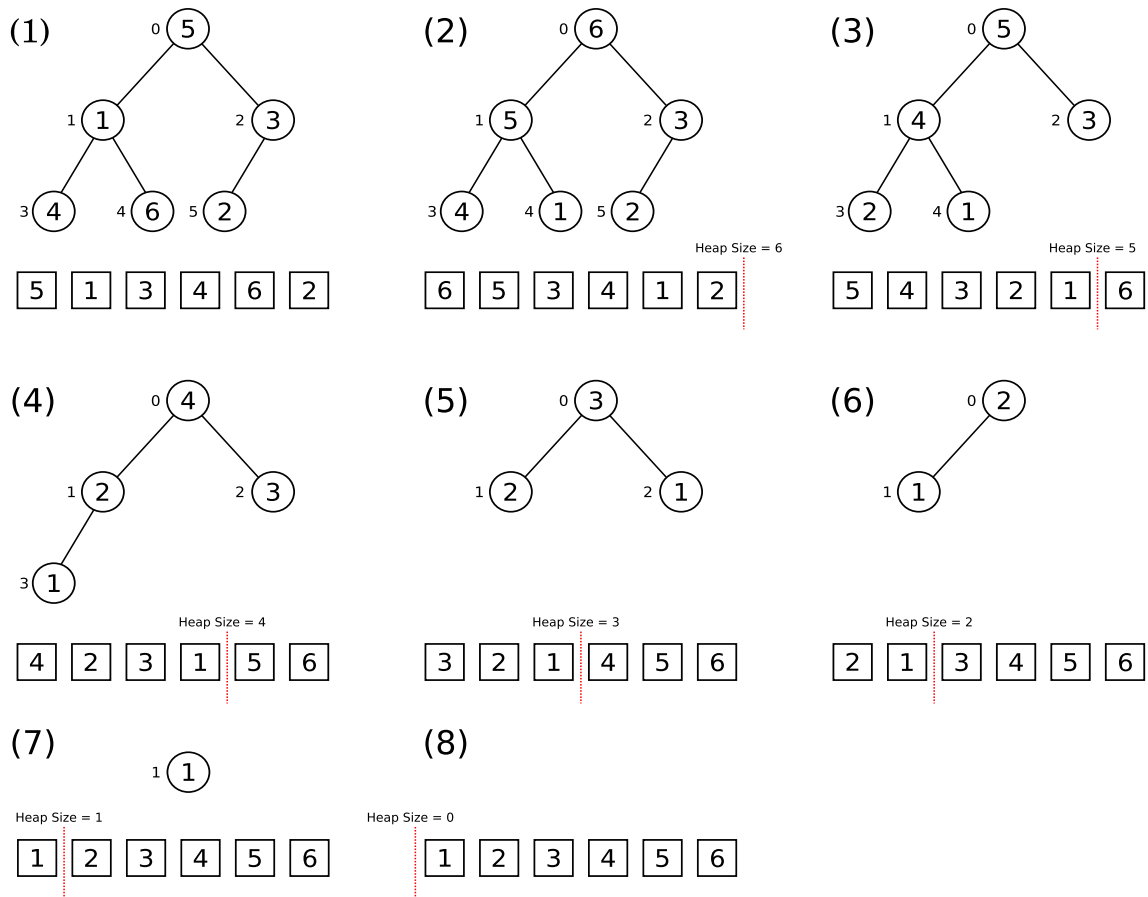 (1)
0 5
1 1
2 3
3 4
4 6
5 2
5 1 3 4 6 2
(2)
0 6
1 5
2 3
3 4
4 1
5 2
Heap Size = 6
6 5 3 4 1 2
(3)
0 5
1 4
2 3
3 2
4 1
Heap Size = 5
5 4 3 2 1 6
(4)
0 4
1 2
2 3
3 1
Heap Size = 4
4 2 3 1 5 6
(5)
0 3
1 2
2 1
Heap Size = 3
3 2 1 4 5 6
(6)
0 2
1 1
Heap Size = 2
2 1 3 4 5 6
(7)
1 1
Heap Size = 1
1 2 3 4 5 6
(8)
Heap Size = 0
1 2 3 4 5 6